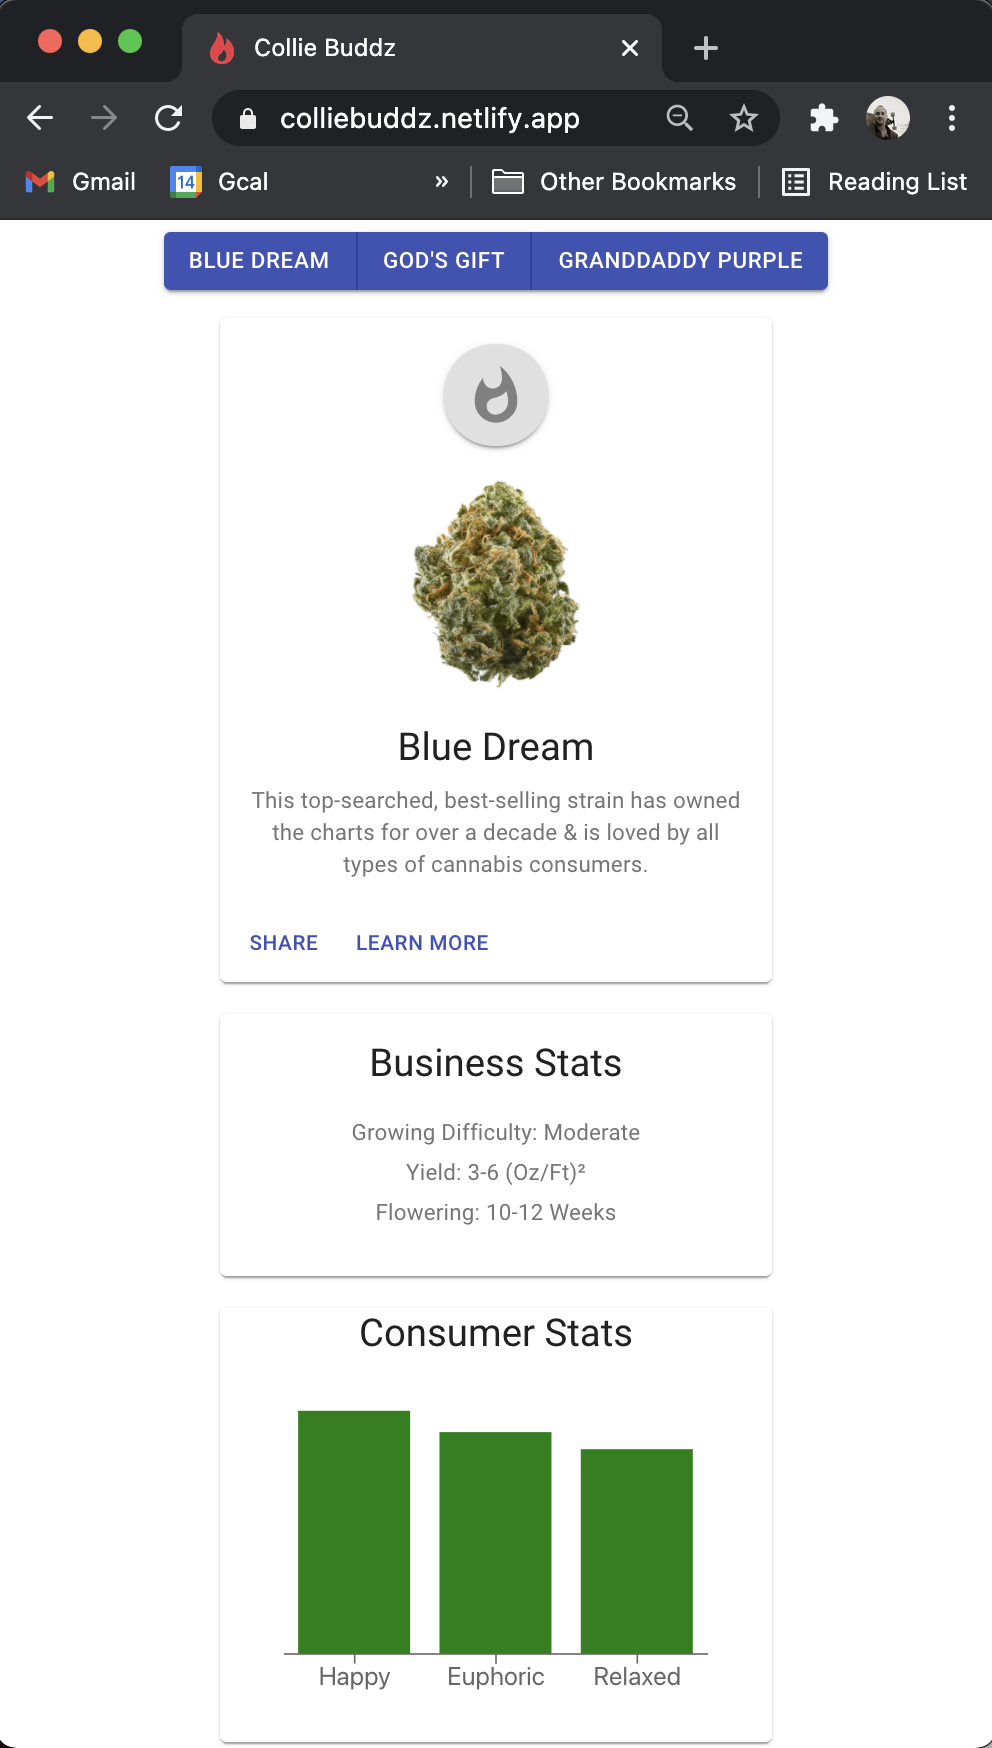 Collie Buddz
colliebuddz.netlify.app
Gmail
14 Gcal
»
Other Bookmarks
Reading List
BLUE DREAM
GOD'S GIFT
GRANDDADDY PURPLE
Blue Dream
This top-searched, best-selling strain has owned
the charts for over a decade & is loved by all
types of cannabis consumers.
SHARE
LEARN MORE
Business Stats
Growing Difficulty: Moderate
Yield: 3-6 (Oz/Ft)²
Flowering: 10-12 Weeks
Consumer Stats
Happy
Euphoric
Relaxed